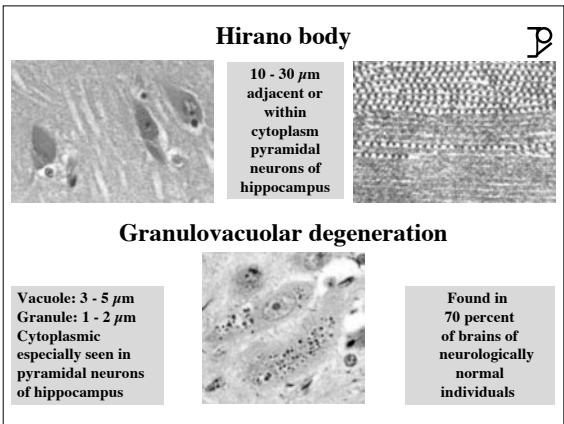 Hirano body
10 - 30 µm
adjacent or
within
cytoplasm
pyramidal
neurons of
hippocampus
Granulovacuolar degeneration
Vacuole: 3 - 5 µm
Granule: 1 - 2 µm
Cytoplasmic
especially seen in
pyramidal neurons
of hippocampus
Found in
70 percent
of brains of
neurologically
normal
individuals